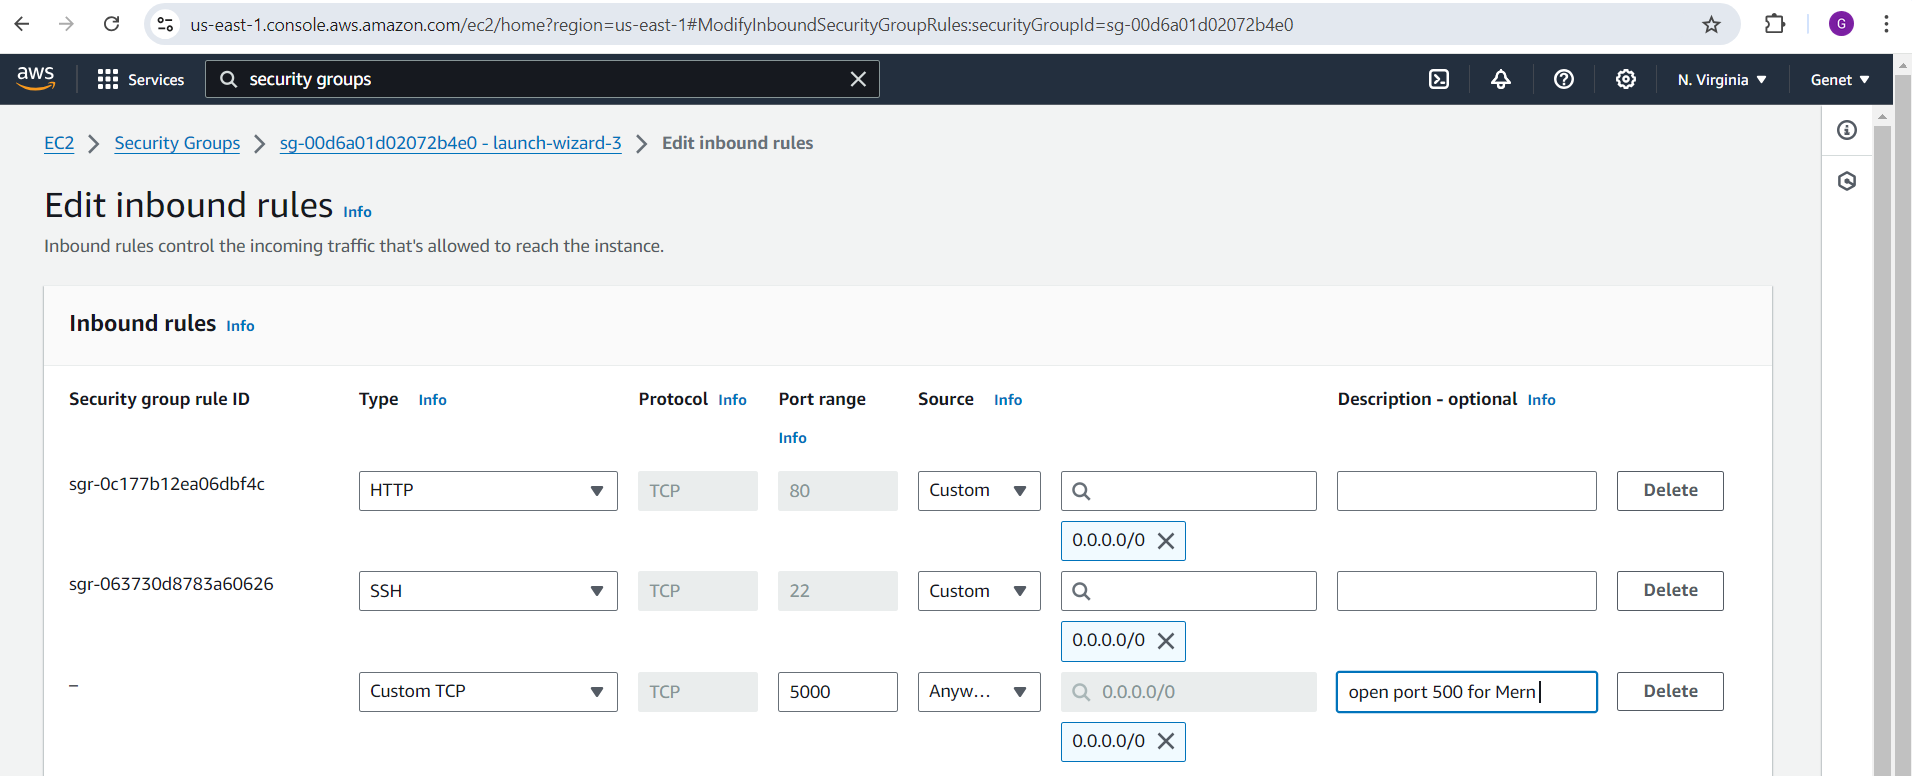 us-east-1.console.aws.amazon.com/ec2/home?region=us-east-1#ModifyInboundSecurityGroupRules:securityGroupId=sg-00d6a01d02072b4e0
G
aws Services security groups N. Virginia Genet
EC2 Security Groups sg-00d6a01d02072b4e0 - launch-wizard-3 Edit inbound rules
Edit inbound rules Info
Inbound rules control the incoming traffic that's allowed to reach the instance.
Inbound rules Info
Security group rule ID Type Info Protocol Info Port range Source Info Description - optional Info
Info
sgr-0c177b12ea06dbf4c HTTP TCP 80 Custom Delete
0.0.0.0/0
sgr-063730d8783a60626 SSH TCP 22 Custom Delete
0.0.0.0/0
– Custom TCP TCP 5000 Anyw... 0.0.0.0/0 open port 500 for Mern Delete
0.0.0.0/0